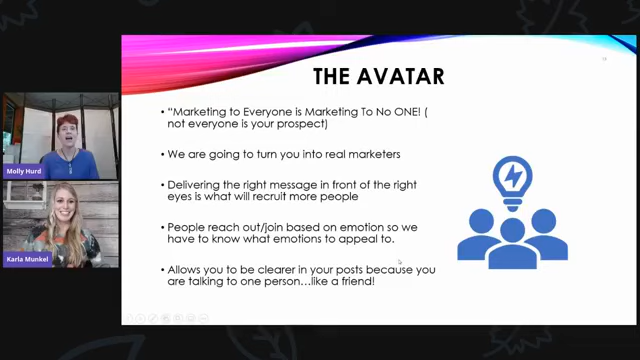 THE AVATAR
• “Marketing to Everyone is Marketing To No ONE! (
not everyone is your prospect)
• We are going to turn you into real marketers
• Delivering the right message in front of the right
eyes is what will recruit more people
• People reach out/join based on emotion so we
have to know what emotions to appeal to.
• Allows you to be clearer in your posts because you
are talking to one person…like a friend!
Molly Hurd
Karla Munkel